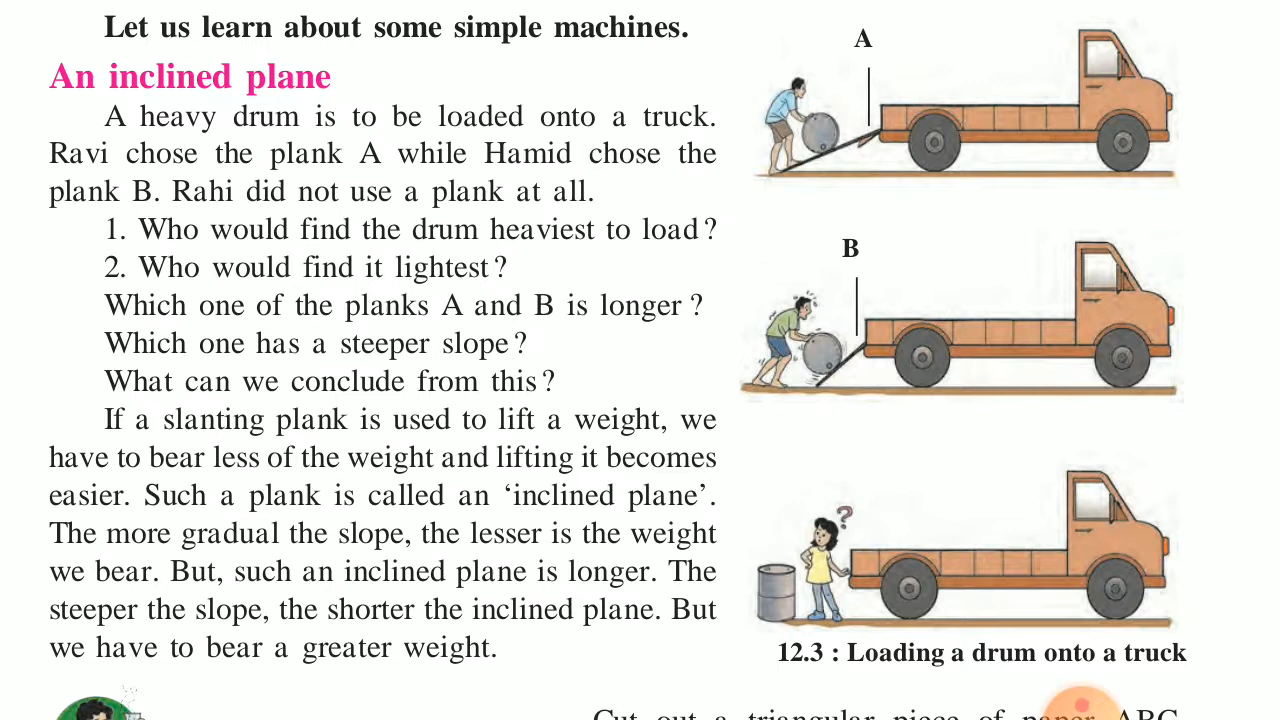 Let us learn about some simple machines.
An inclined plane
A heavy drum is to be loaded onto a truck.
Ravi chose the plank A while Hamid chose the
plank B. Rahi did not use a plank at all.
1. Who would find the drum heaviest to load?
2. Who would find it lightest?
Which one of the planks A and B is longer ?
Which one has a steeper slope?
What can we conclude from this?
If a slanting plank is used to lift a weight, we
have to bear less of the weight and lifting it becomes
easier. Such a plank is called an ‘inclined plane’.
The more gradual the slope, the lesser is the weight
we bear. But, such an inclined plane is longer. The
steeper the slope, the shorter the inclined plane. But
we have to bear a greater weight.
A
B
?
12.3 : Loading a drum onto a truck
Cut out a triangular piece of paper ABC